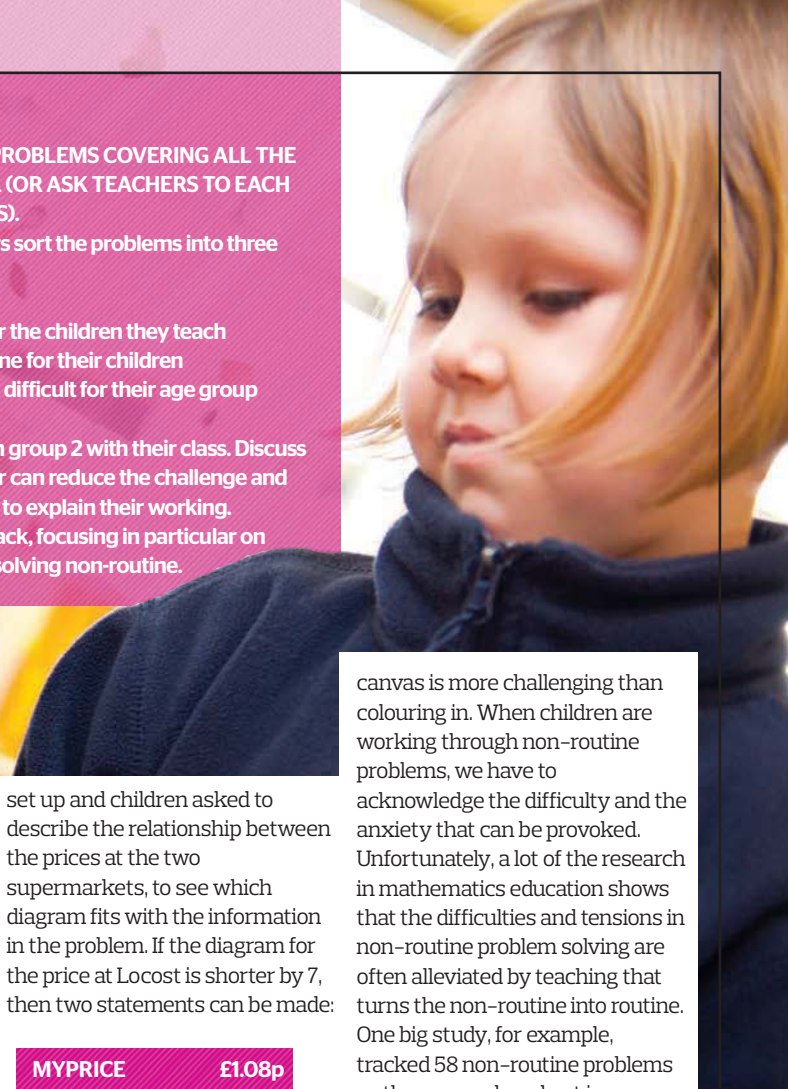 PROBLEMS COVERING ALL THE
(OR ASK TEACHERS TO EACH
S).
s sort the problems into three
r the children they teach
ne for their children
difficult for their age group
n group 2 with their class. Discuss
r can reduce the challenge and
to explain their working.
ack, focusing in particular on
solving non-routine.
set up and children asked to
describe the relationship between
the prices at the two
supermarkets, to see which
diagram fits with the information
in the problem. If the diagram for
the price at Locost is shorter by 7,
then two statements can be made:
MYPRICE £1.08p
canvas is more challenging than
colouring in. When children are
working through non-routine
problems, we have to
acknowledge the difficulty and the
anxiety that can be provoked.
Unfortunately, a lot of the research
in mathematics education shows
that the difficulties and tensions in
non-routine problem solving are
often alleviated by teaching that
turns the non-routine into routine.
One big study, for example,
tracked 58 non-routine problems